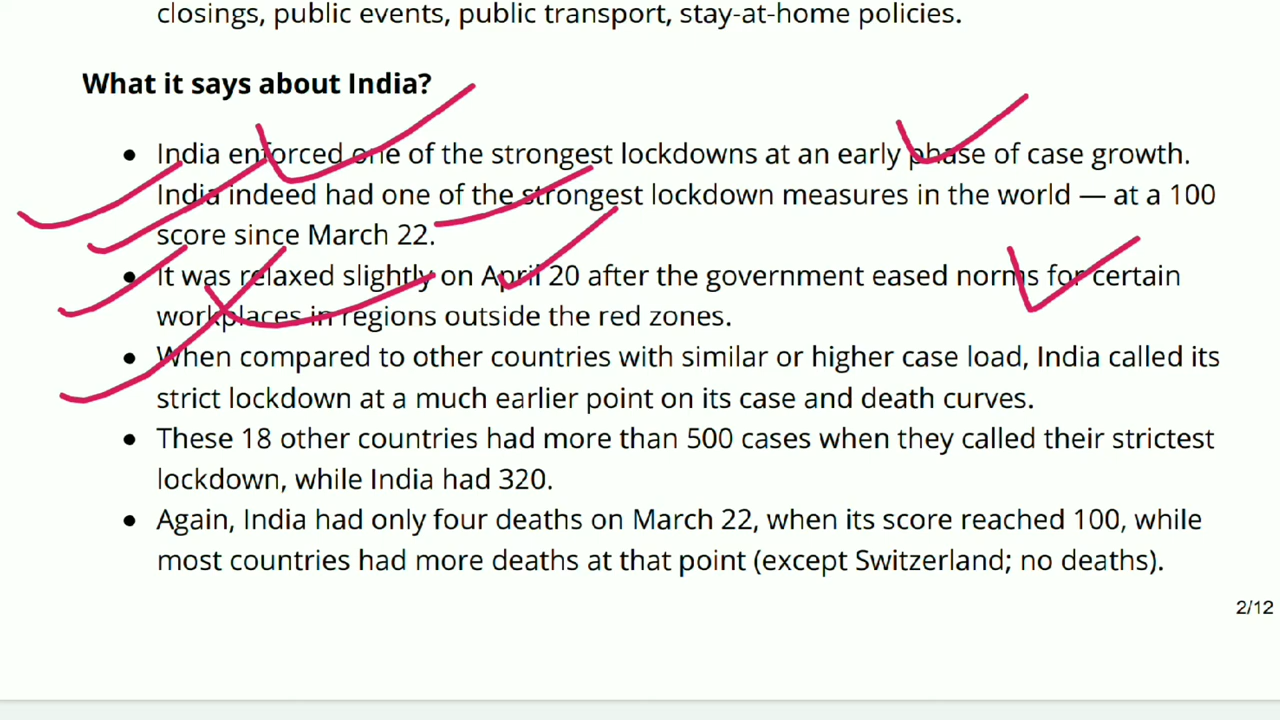 closings, public events, public transport, stay-at-home policies.
What it says about India?
● India enforced one of the strongest lockdowns at an early phase of case growth.
India indeed had one of the strongest lockdown measures in the world — at a 100
score since March 22.
● It was relaxed slightly on April 20 after the government eased norms for certain
workplaces in regions outside the red zones.
● When compared to other countries with similar or higher case load, India called its
strict lockdown at a much earlier point on its case and death curves.
● These 18 other countries had more than 500 cases when they called their strictest
lockdown, while India had 320.
● Again, India had only four deaths on March 22, when its score reached 100, while
most countries had more deaths at that point (except Switzerland; no deaths).
2/12